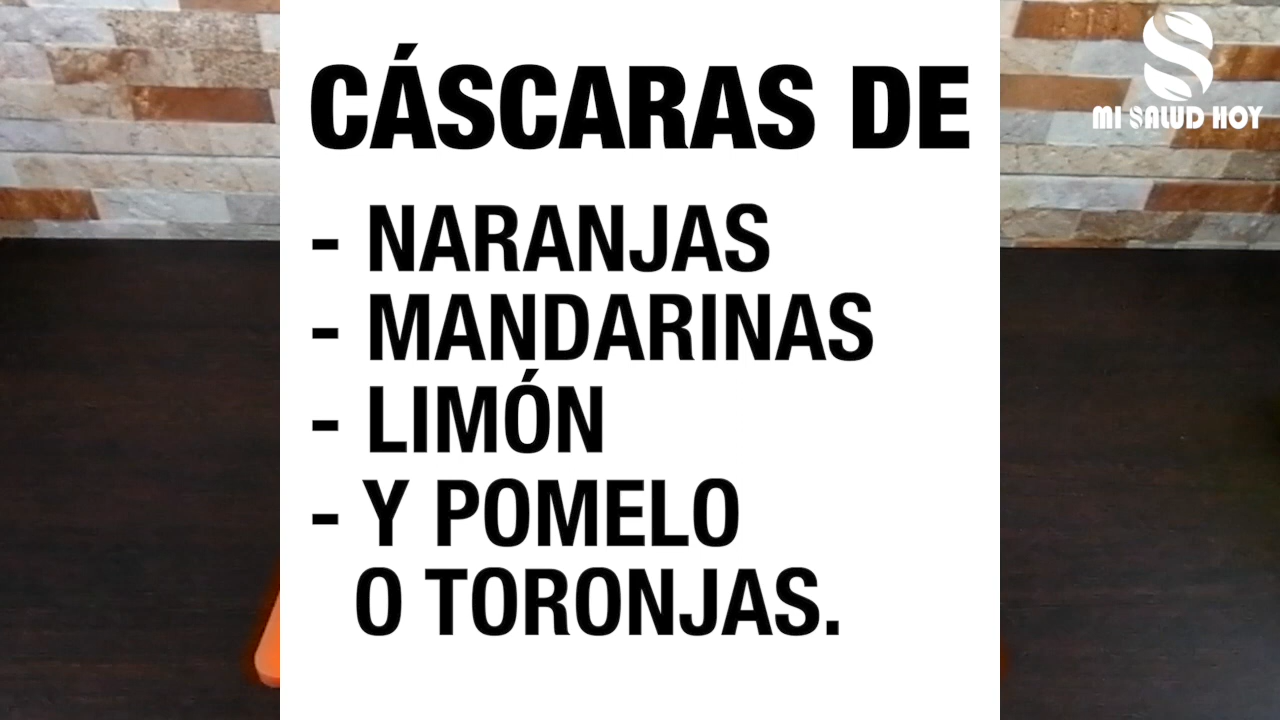 CÁSCARAS DE
- NARANJAS
- MANDARINAS
- LIMÓN
- Y POMELO
O TORONJAS.
MI SALUD HOY